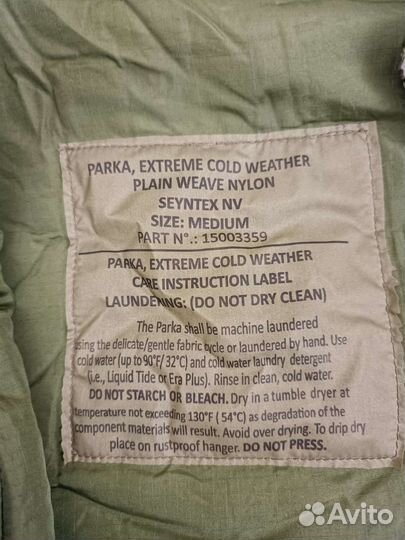 PARKA, EXTREME COLD WEATHER
PLAIN WEAVE NYLON
SEYNTEX NV
SIZE: MEDIUM
PART N°.: 15003359
PARKA, EXTREME COLD WEATHER
CARE INSTRUCTION LABEL
LAUNDENING: (DO NOT DRY CLEAN)
The Parka shall be machine laundered
using the delicate/gentle fabric cycle or laundered by hand. Use
cold water (up to 90°F/ 32°C) and cold water laundry detergent
(i.e., Liquid Tide or Era Plus). Rinse in clean, cold water.
DO NOT STARCH OR BLEACH. Dry in a tumble dryer at
temperature not exceeding 130°F ( 54°C) as degradation of the
component materials will result. Avoid over drying. To drip dry
place on rustproof hanger. DO NOT PRESS.
Avito